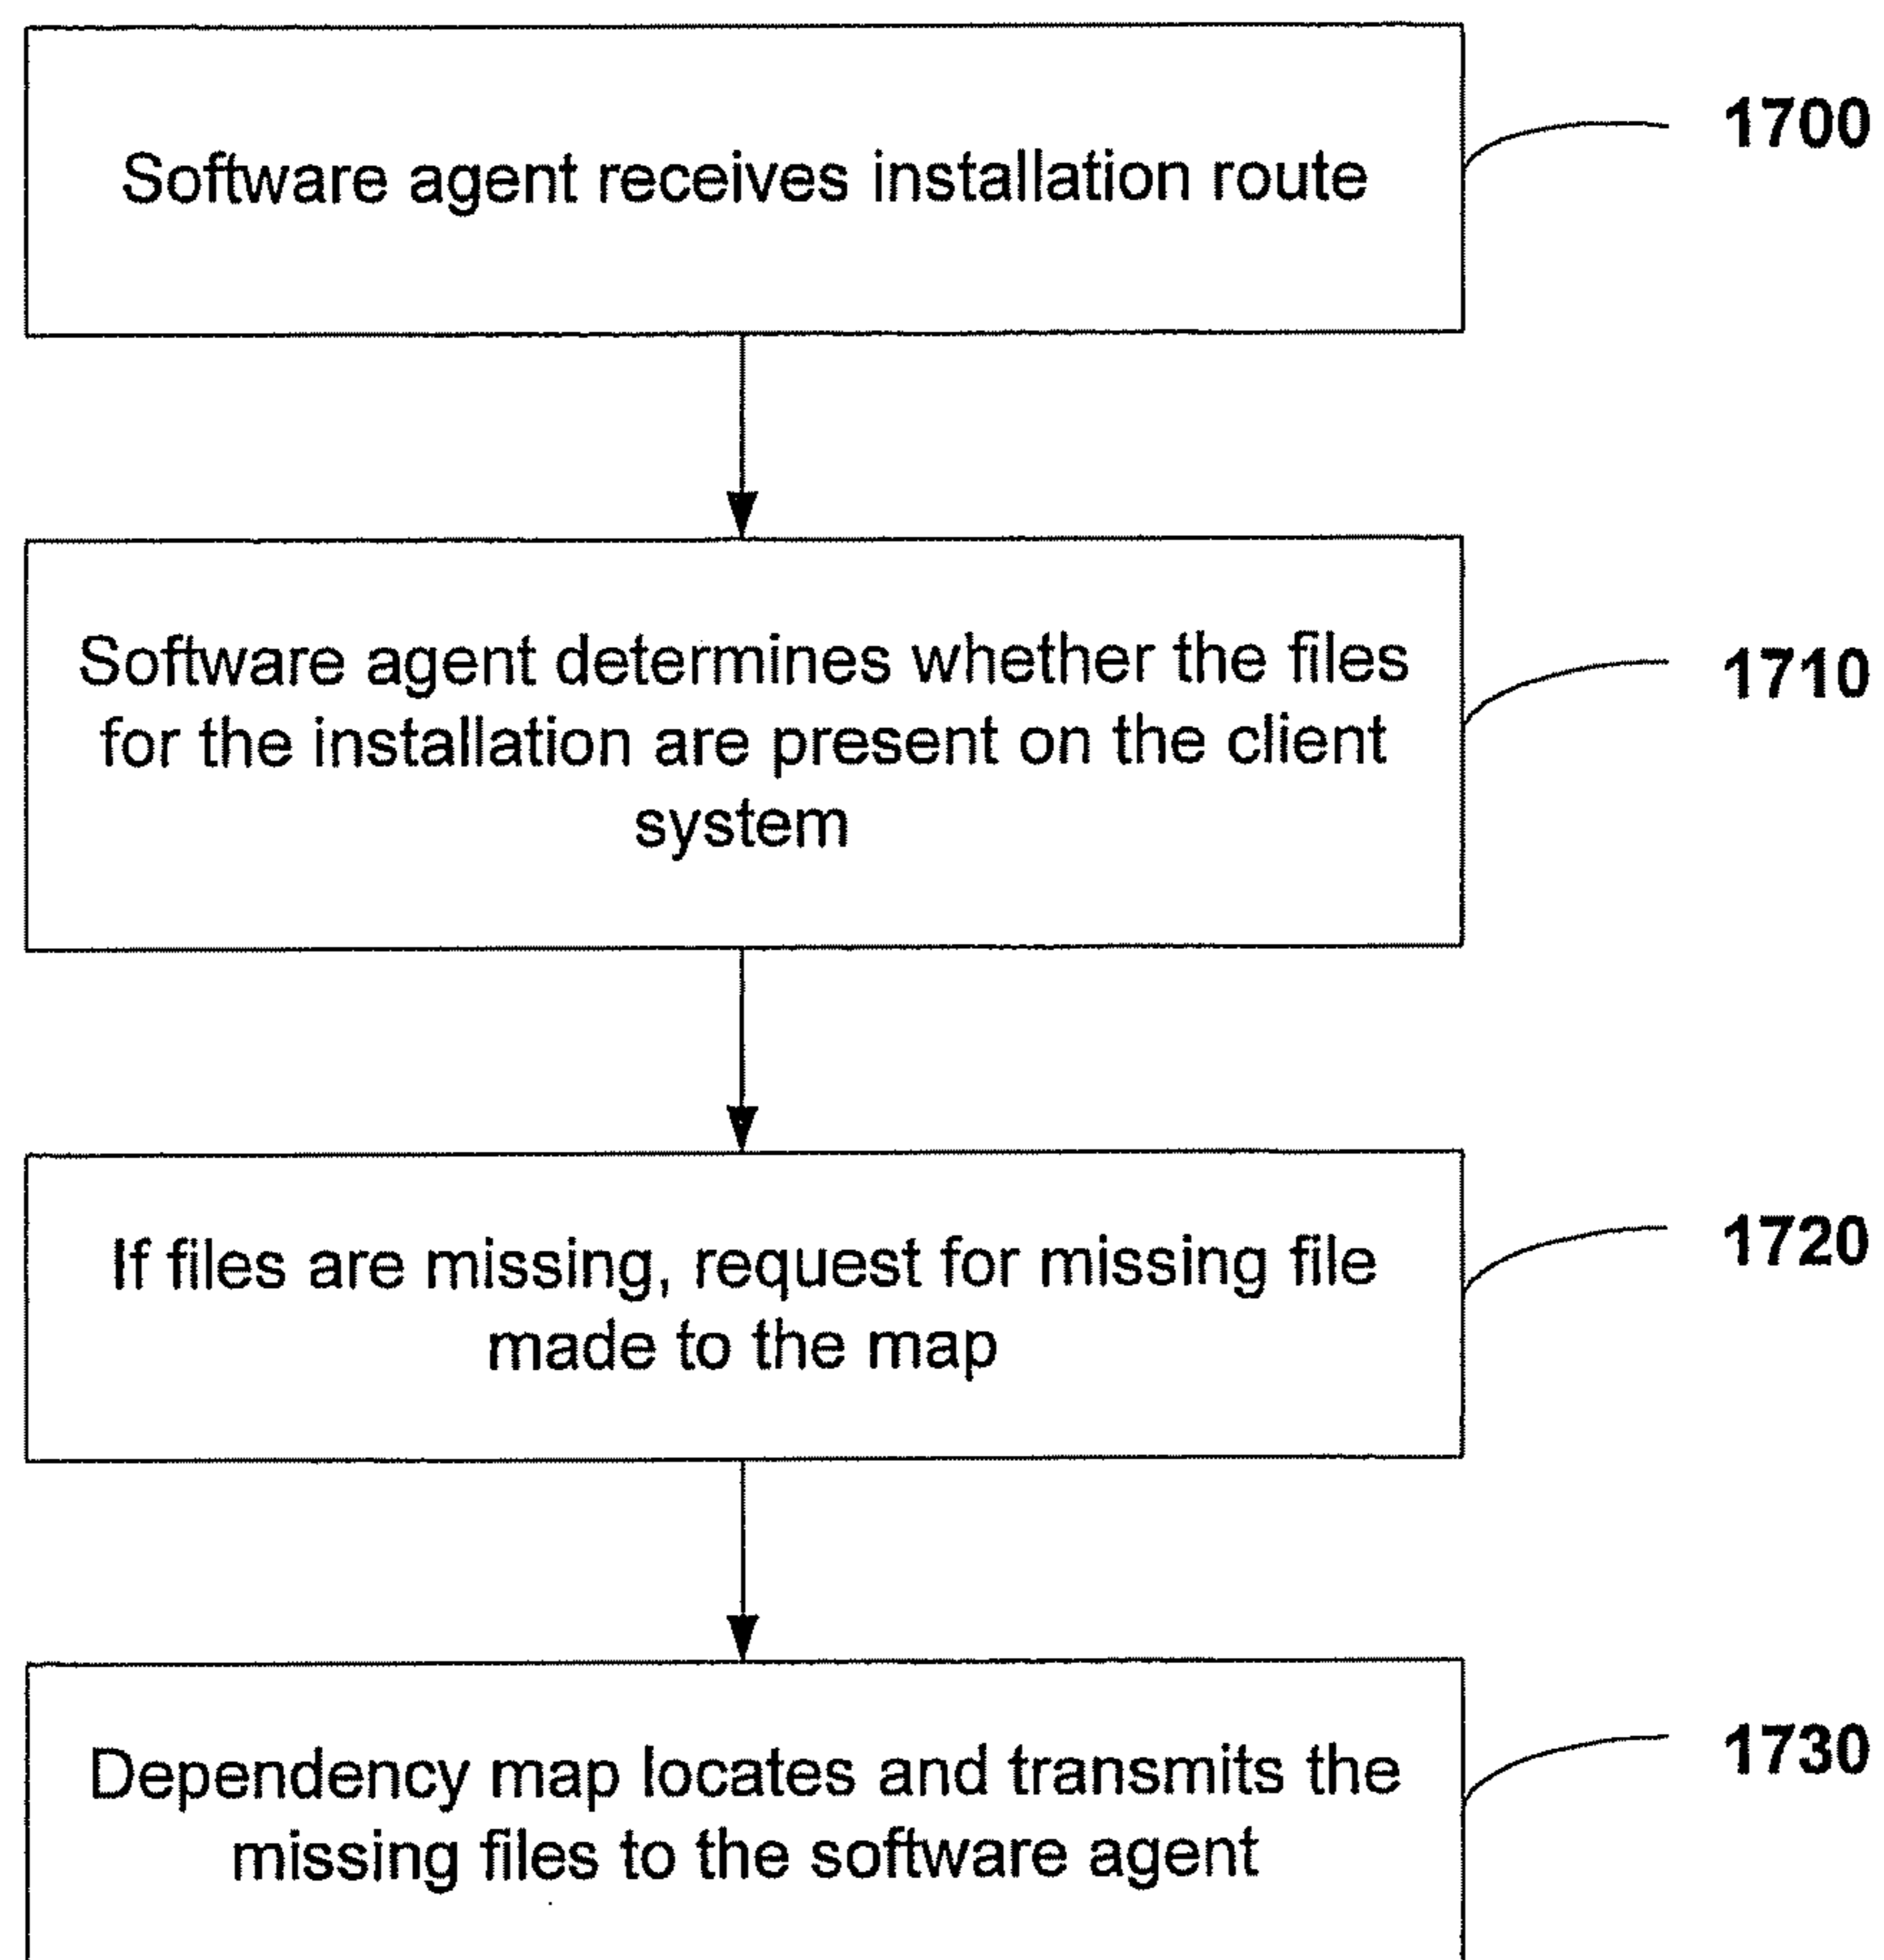 Software agent receives installation route
1700
Software agent determines whether the files
for the installation are present on the client
system
1710
If files are missing, request for missing file
made to the map
1720
Dependency map locates and transmits the
missing files to the software agent
1730